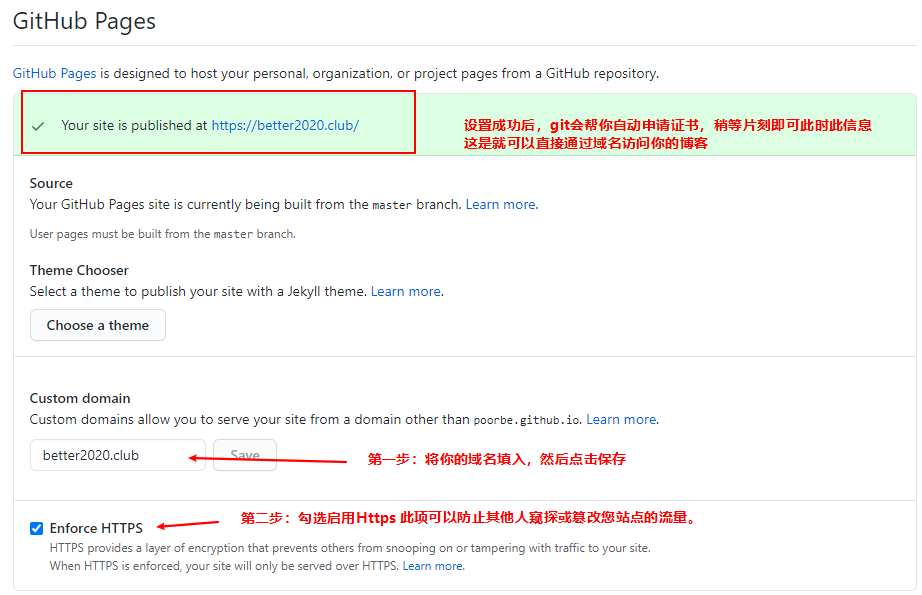 GitHub Pages
GitHub Pages is designed to host your personal, organization, or project pages from a GitHub repository.
Your site is published at https://better2020.club/
设置成功后，git会帮你自动申请证书，稍等片刻即可此时此信息
这是就可以直接通过域名访问你的博客
Source
Your GitHub Pages site is currently being built from the master branch. Learn more.
User pages must be built from the master branch.
Theme Chooser
Select a theme to publish your site with a Jekyll theme. Learn more.
Choose a theme
Custom domain
Custom domains allow you to serve your site from a domain other than poorbe.github.io. Learn more.
better2020.club
Save
第一步：将你的域名填入，然后点击保存
第二步：勾选启用Https 此项可以防止其他人窥探或篡改您站点的流量。
Enforce HTTPS
HTTPS provides a layer of encryption that prevents others from snooping on or tampering with traffic to your site.
When HTTPS is enforced, your site will only be served over HTTPS. Learn more.